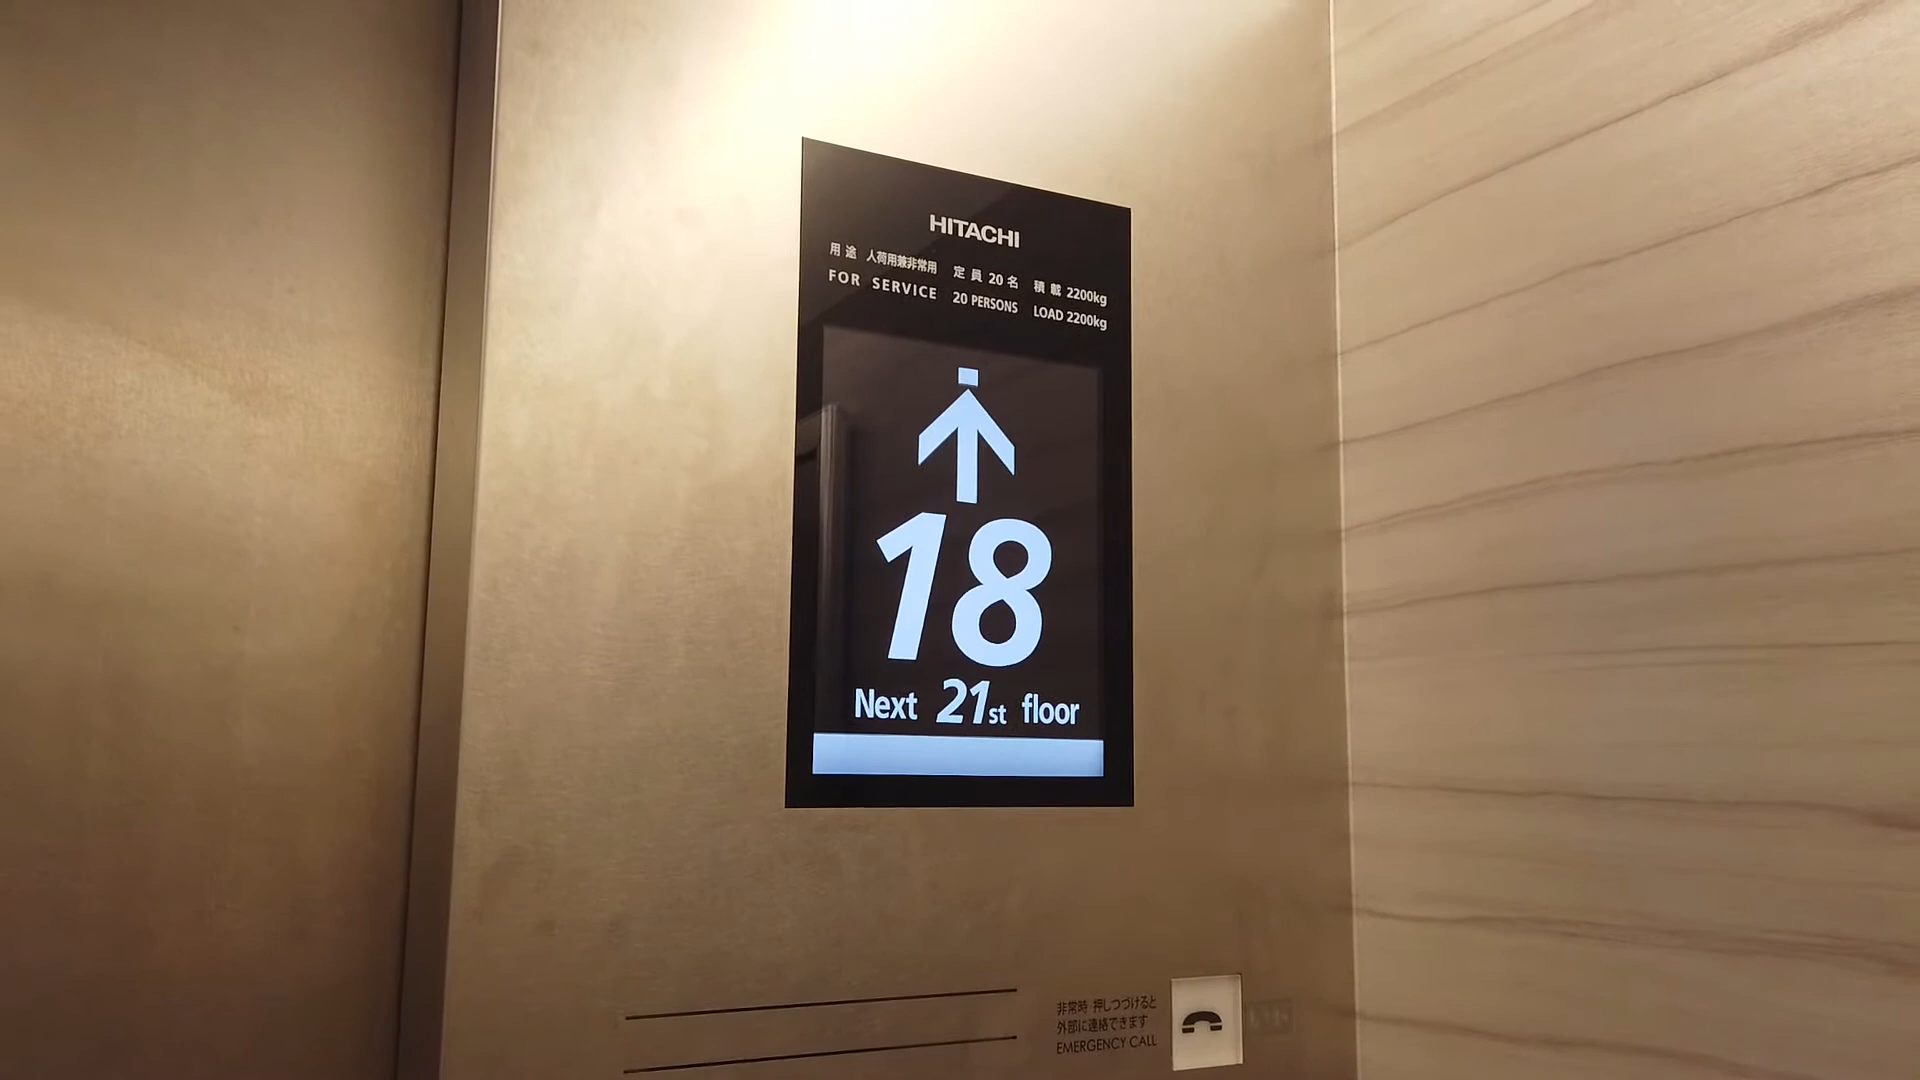 HITACHI
用途 人荷用兼非常用 定員 20名 積載 2200kg
FOR SERVICE 20 PERSONS LOAD 2200kg
18
Next 21st floor
非常時 押しつづけると
外部に連絡できます
EMERGENCY CALL